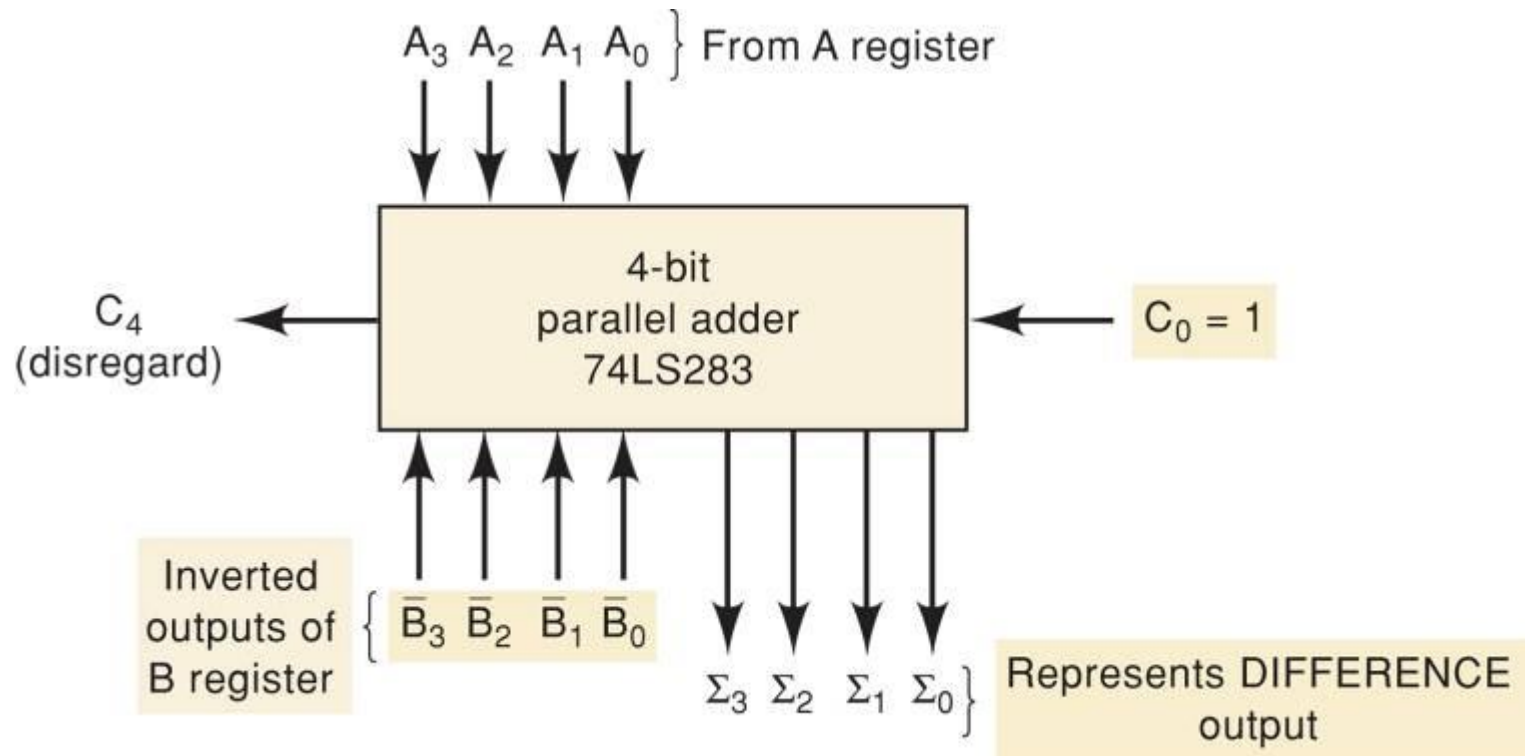 A₃ A₂ A₁ A₀ } From A register
4-bit
parallel adder
74LS283
C₄
(disregard)
C₀ = 1
Inverted
outputs of
B register
{ B̅₃ B̅₂ B̅₁ B̅₀
Σ₃ Σ₂ Σ₁ Σ₀ }
Represents DIFFERENCE
output